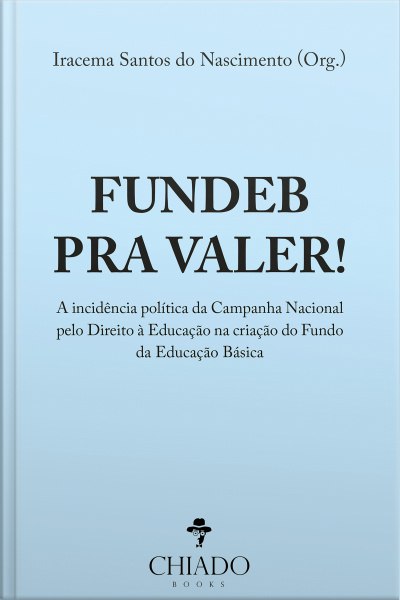 Iracema Santos do Nascimento (Org.)
FUNDEB
PRA VALER!
A incidência política da Campanha Nacional
pelo Direito à Educação na criação do Fundo
da Educação Básica
CHIADO
BOOKS